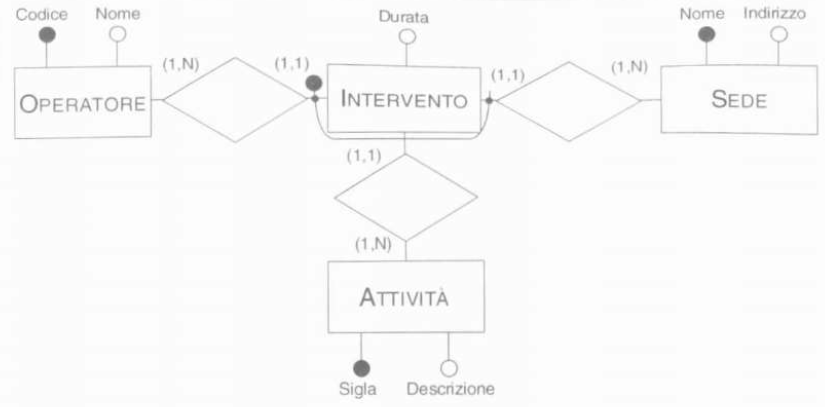 Codice Nome Durata Nome Indirizzo
(1,N) (1,1) (1,1) (1,N)
OPERATORE INTERVENTO SEDE
(1,1)
(1,N)
ATTIVITÀ
Sigla Descrizione